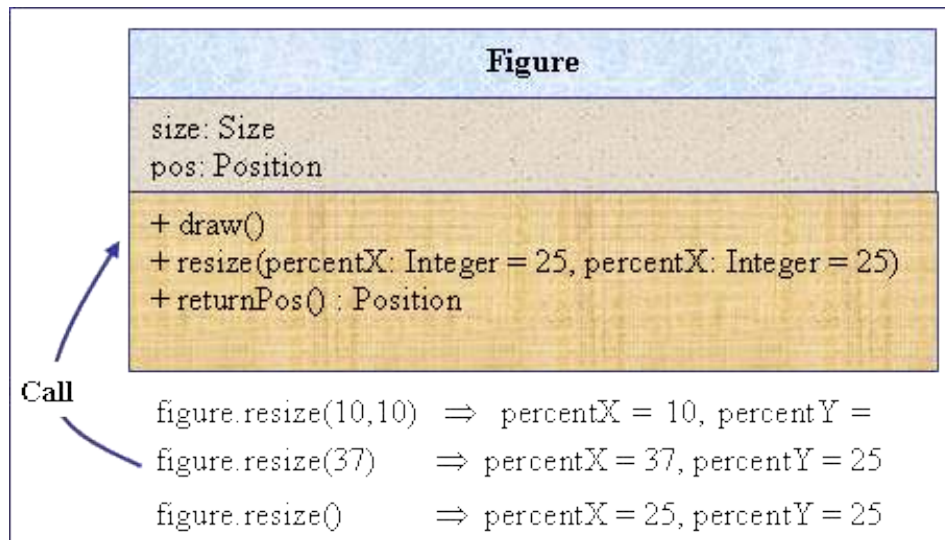 Figure
size: Size
pos: Position
+ draw()
+ resize(percentX: Integer = 25, percentX: Integer = 25)
+ returnPos() : Position
Call
figure.resize(10,10) ⇒ percentX = 10, percentY =
figure.resize(37) ⇒ percentX = 37, percentY = 25
figure.resize() ⇒ percentX = 25, percentY = 25